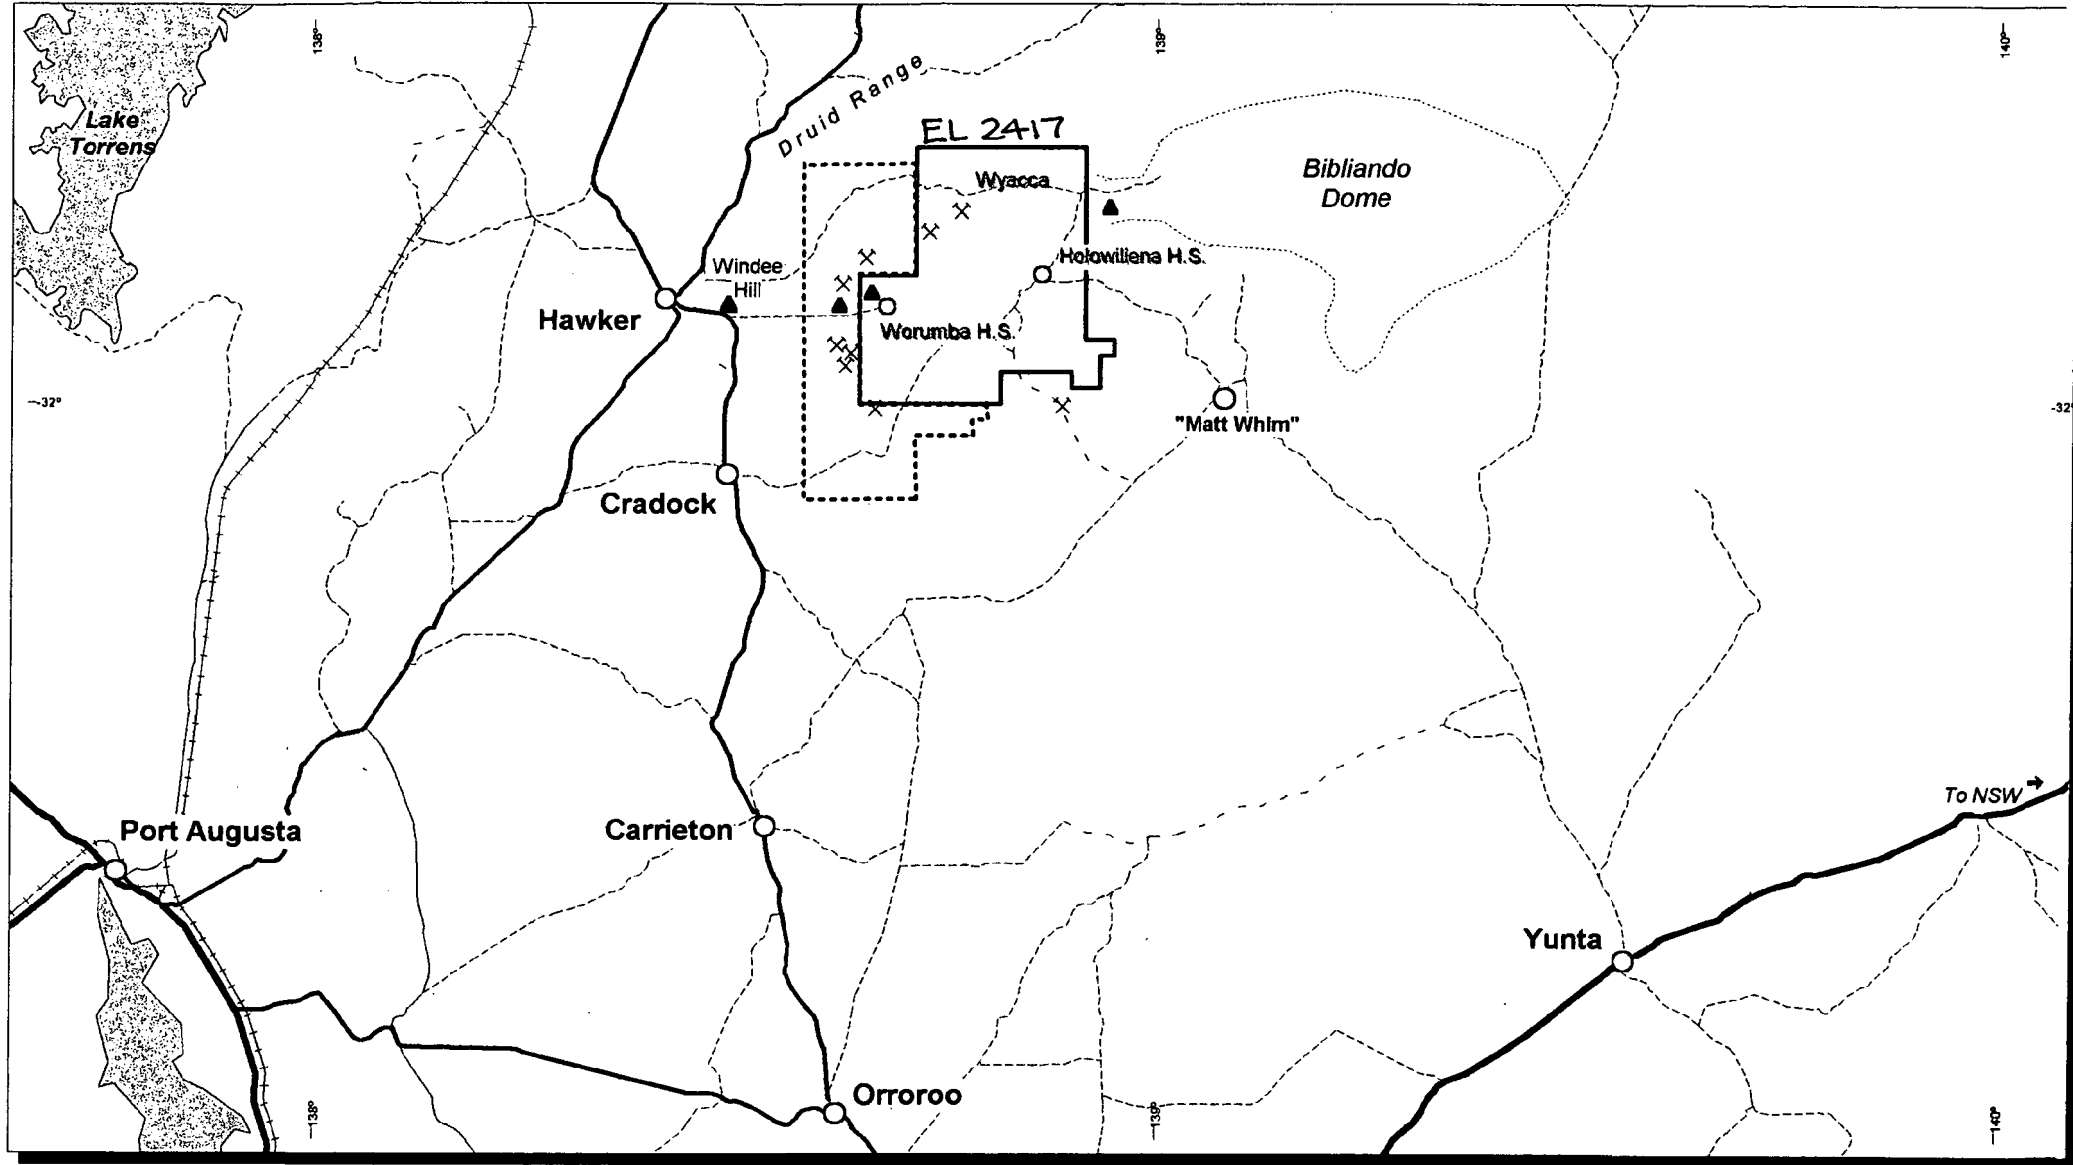 138°
139°
140°
Druid Range
Lake
Torrens
EL 2417
Wyacca
Bibliando
Dome
Holowiliena H.S.
Windee
Hill
Hawker
Worumba H.S.
-32°
-32°
"Matt Whim"
Cradock
To NSW
Port Augusta
Carrieton
Yunta
Orroroo
138°
139°
140°